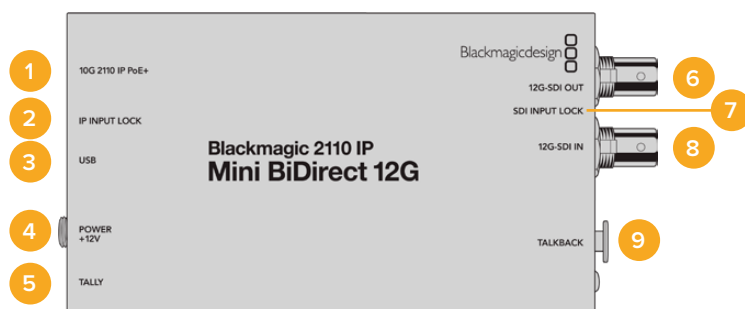 Blackmagicdesign
1
10G 2110 IP PoE+
12G-SDI OUT
6
2
IP INPUT LOCK
SDI INPUT LOCK
7
3
USB
Blackmagic 2110 IP
Mini BiDirect 12G
12G-SDI IN
8
4
POWER
+12V
TALKBACK
9
5
TALLY